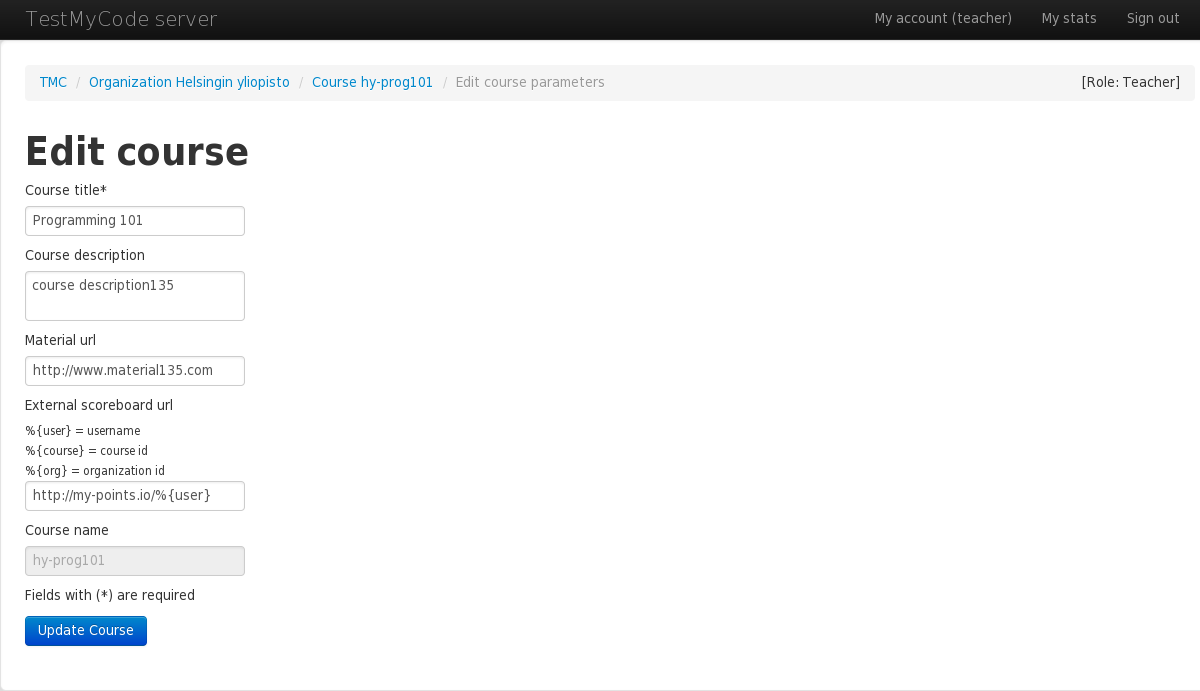 TestMyCode server My account (teacher) My stats Sign out
TMC / Organization Helsingin yliopisto / Course hy-prog101 / Edit course parameters [Role: Teacher]
Edit course
Course title*
Programming 101
Course description
course description135
Material url
http://www.material135.com
External scoreboard url
%{user} = username
%{course} = course id
%{org} = organization id
http://my-points.io/%{user}
Course name
hy-prog101
Fields with (*) are required
Update Course